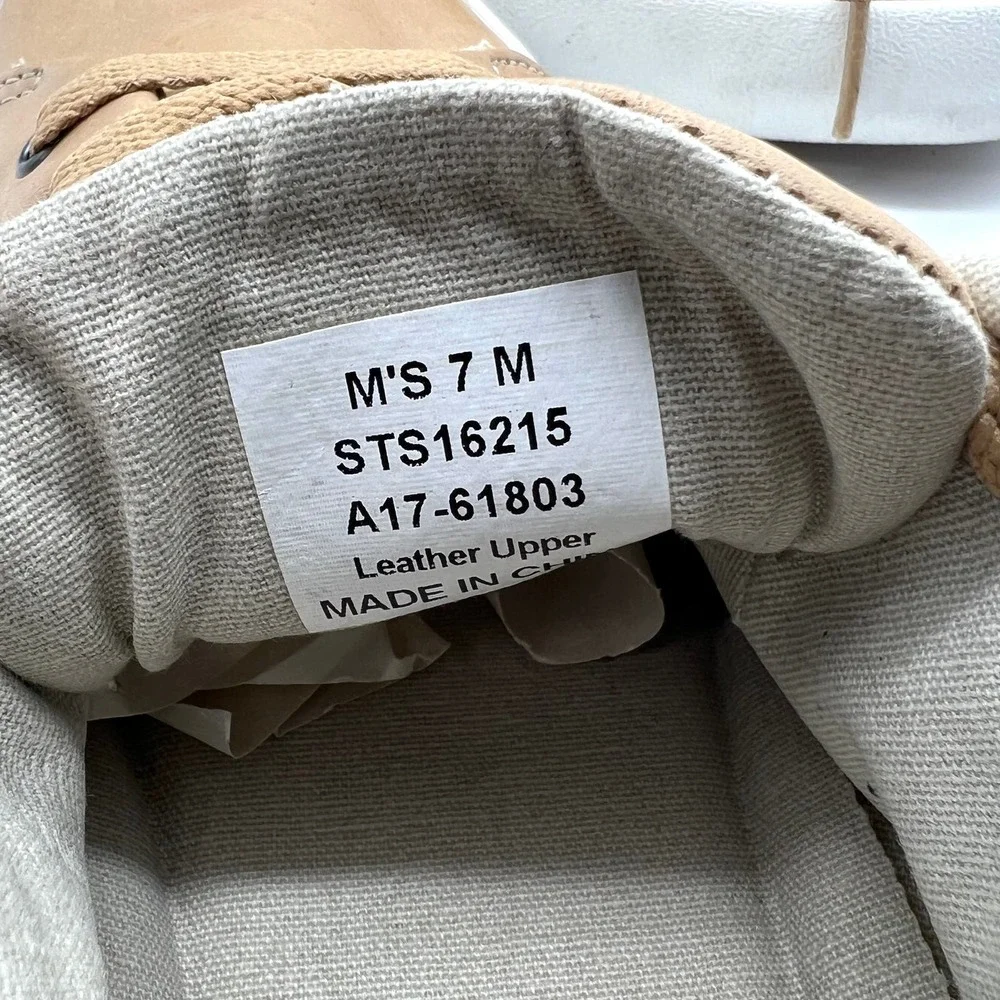 M'S 7 M
STS16215
A17-61803
Leather Upper
MADE IN